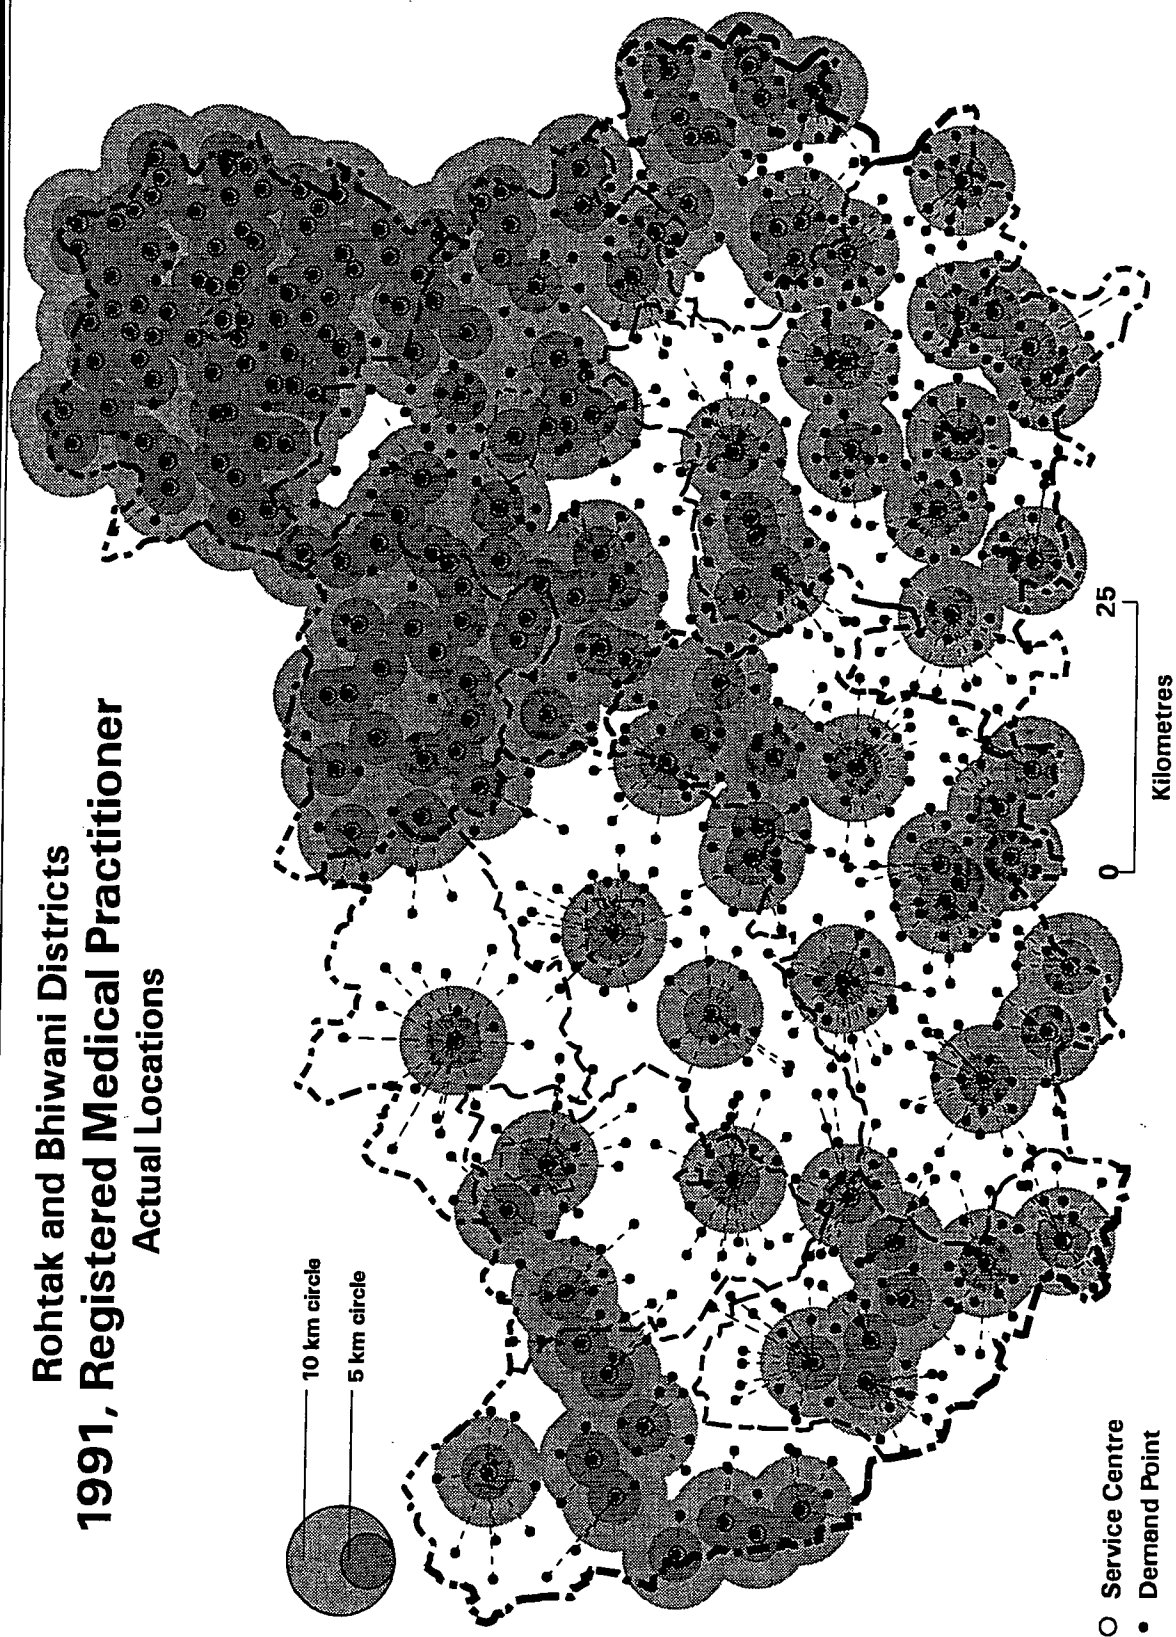 Rohtak and Bhiwani Districts
1991, Registered Medical Practitioner
Actual Locations
10 km circle
5 km circle
Service Centre
Demand Point
0
25
Kilometres